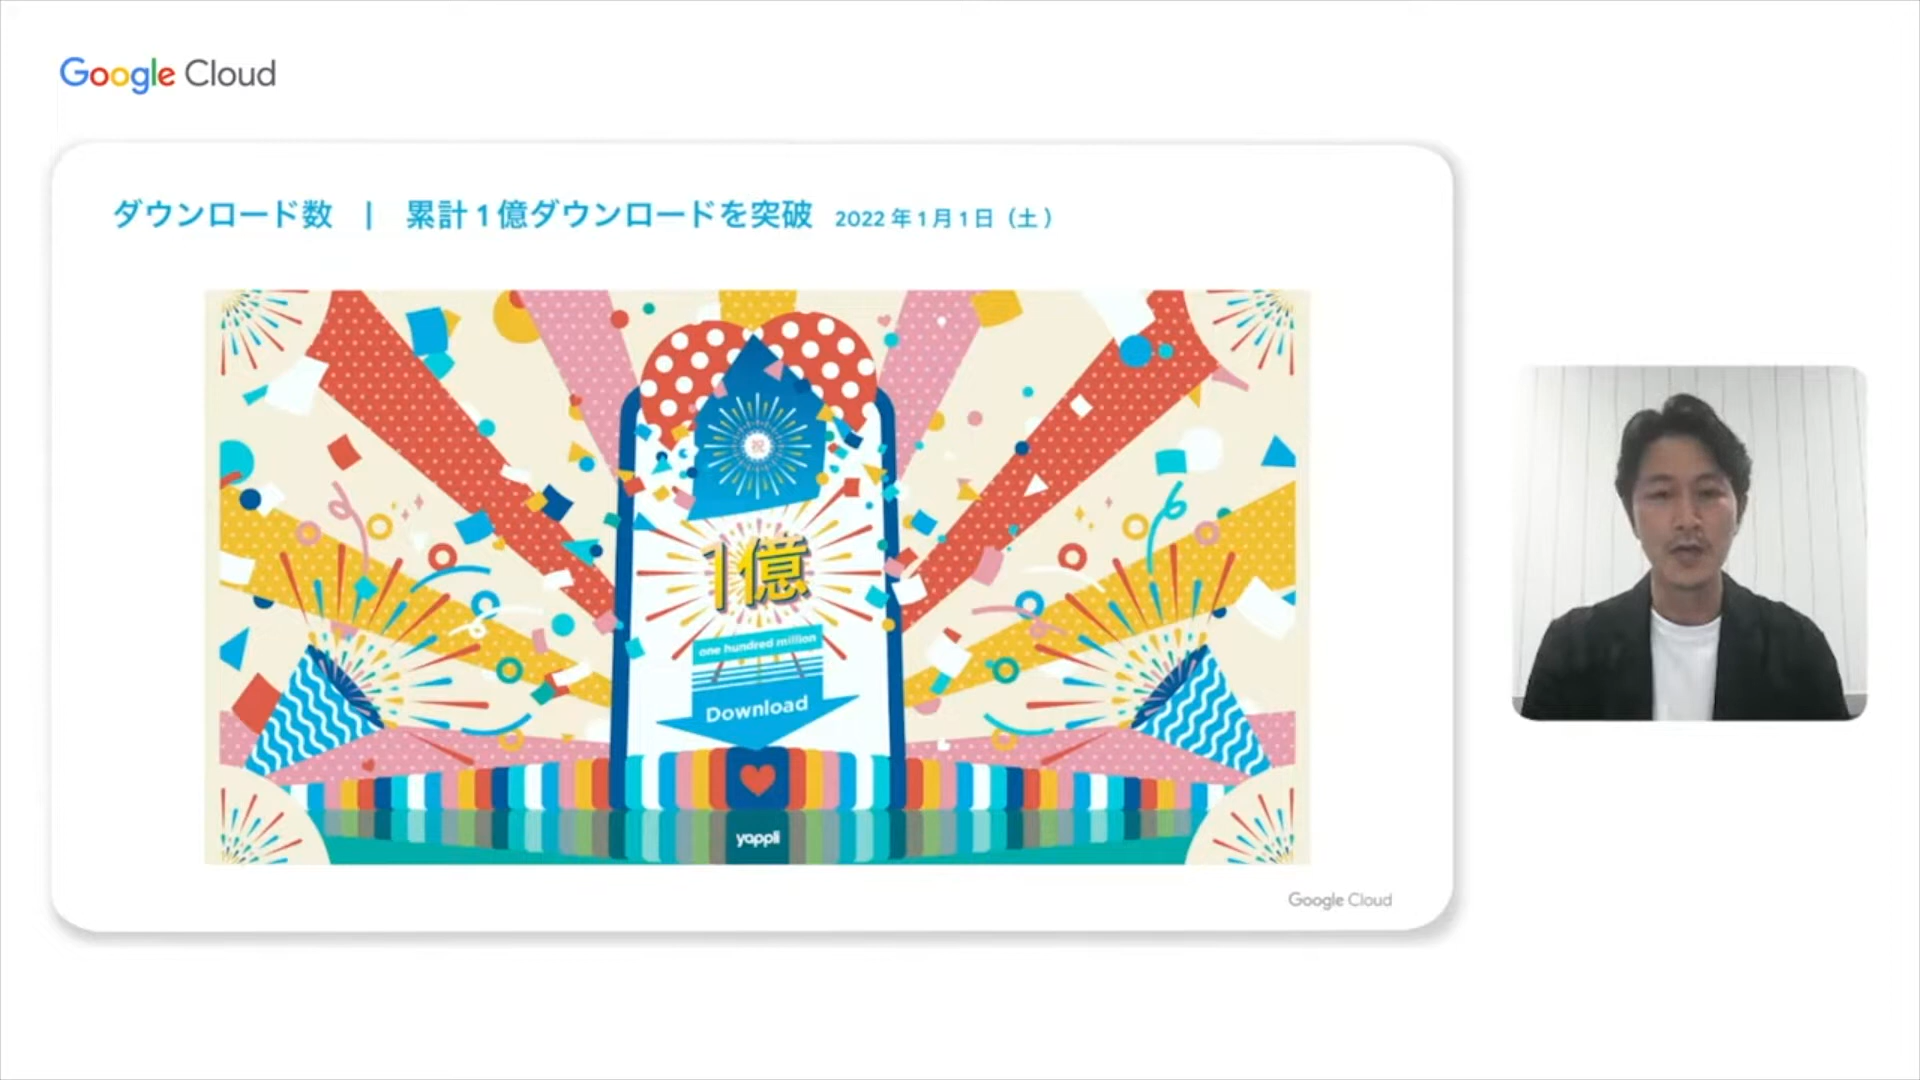 Google Cloud
ダウンロード数 | 累計1億ダウンロードを突破 2022年1月1日（土）
祝
1億
one hundred million
Download
yappli
Google Cloud